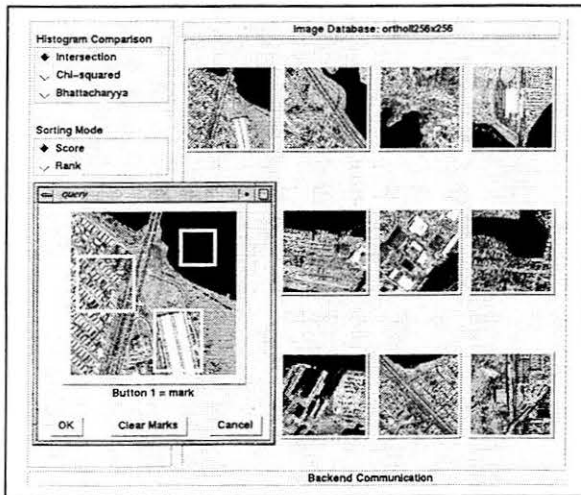 Image Database: ortholl256x256
Histogram Comparison
Intersection
Chi-squared
Bhattacharyya
Sorting Mode
Score
Rank
query
Button 1 = mark
OK
Clear Marks
Cancel
Backend Communication